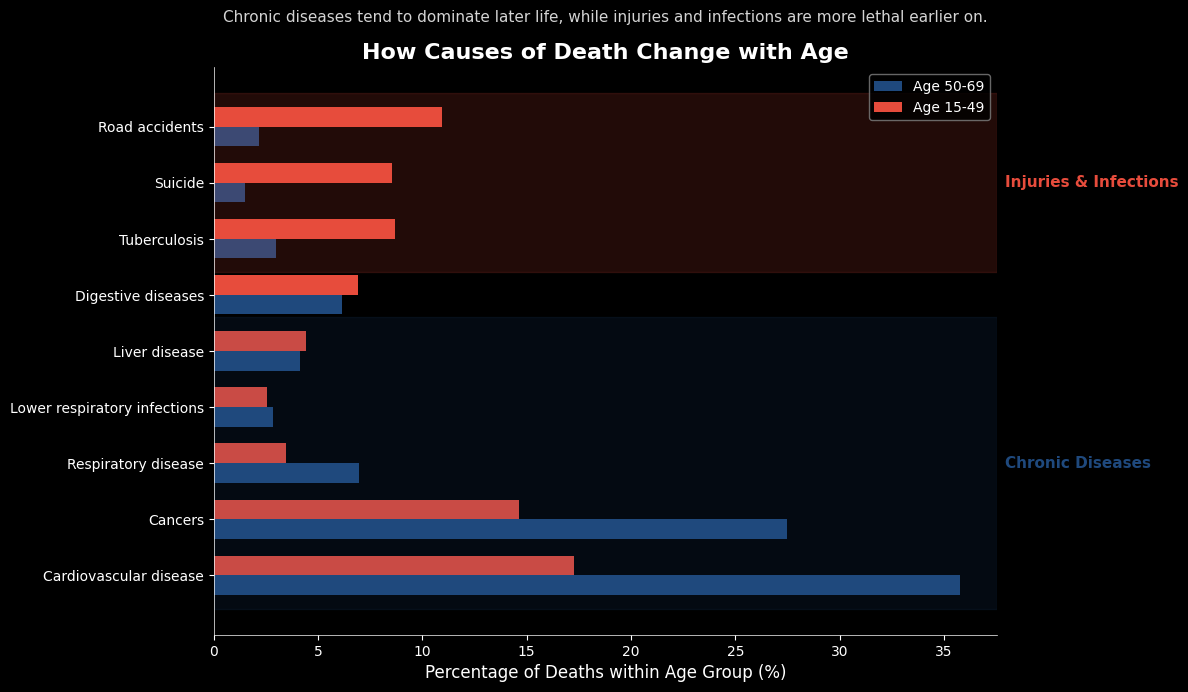 Chronic diseases tend to dominate later life, while injuries and infections are more lethal earlier on.
How Causes of Death Change with Age
Age 50-69
Age 15-49
Road accidents
Suicide
Injuries & Infections
Tuberculosis
Digestive diseases
Liver disease
Lower respiratory infections
Respiratory disease
Chronic Diseases
Cancers
Cardiovascular disease
0 5 10 15 20 25 30 35
Percentage of Deaths within Age Group (%)